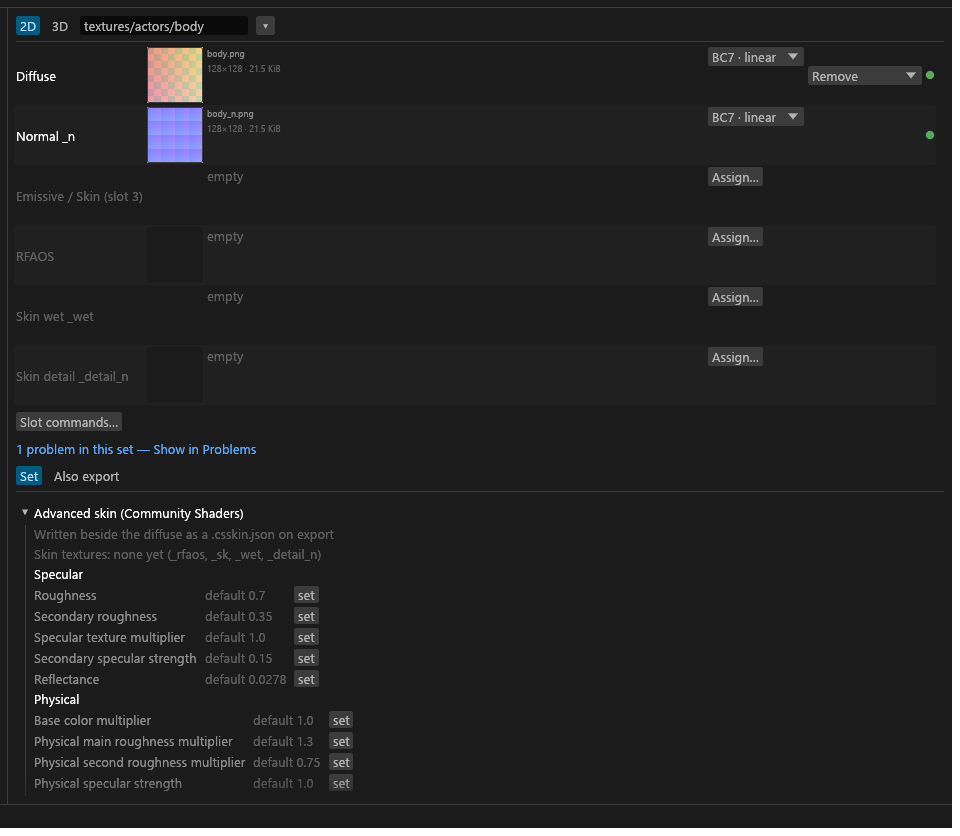 2D 3D textures/actors/body
Diffuse
body.png
128×128 · 21.5 KiB
BC7 · linear
Remove
Normal _n
body_n.png
128×128 · 21.5 KiB
BC7 · linear
Emissive / Skin (slot 3)
empty
Assign...
RFAOS
empty
Assign...
Skin wet _wet
empty
Assign...
Skin detail _detail_n
empty
Assign...
Slot commands...
1 problem in this set — Show in Problems
Set Also export
Advanced skin (Community Shaders)
Written beside the diffuse as a .csskin.json on export
Skin textures: none yet (_rfaos, _sk, _wet, _detail_n)
Specular
Roughness default 0.7 set
Secondary roughness default 0.35 set
Specular texture multiplier default 1.0 set
Secondary specular strength default 0.15 set
Reflectance default 0.0278 set
Physical
Base color multiplier default 1.0 set
Physical main roughness multiplier default 1.3 set
Physical second roughness multiplier default 0.75 set
Physical specular strength default 1.0 set